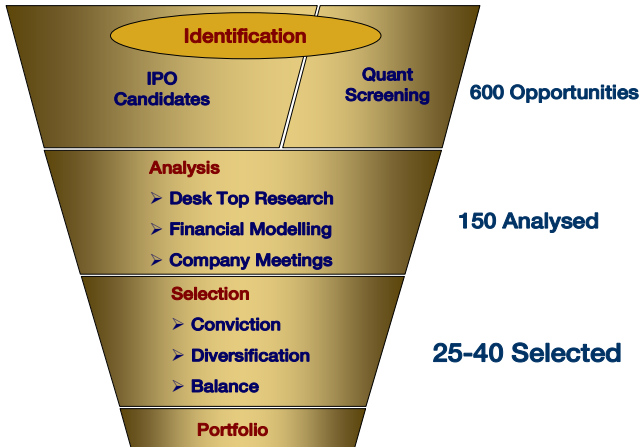 Identification
IPO
Candidates
Quant
Screening
600 Opportunities
Analysis
➢ Desk Top Research
➢ Financial Modelling
➢ Company Meetings
150 Analysed
Selection
➢ Conviction
➢ Diversification
➢ Balance
25-40 Selected
Portfolio